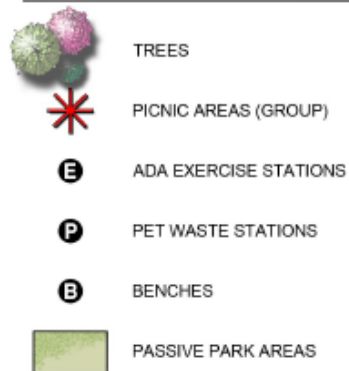 TREES
PICNIC AREAS (GROUP)
E ADA EXERCISE STATIONS
P PET WASTE STATIONS
B BENCHES
PASSIVE PARK AREAS